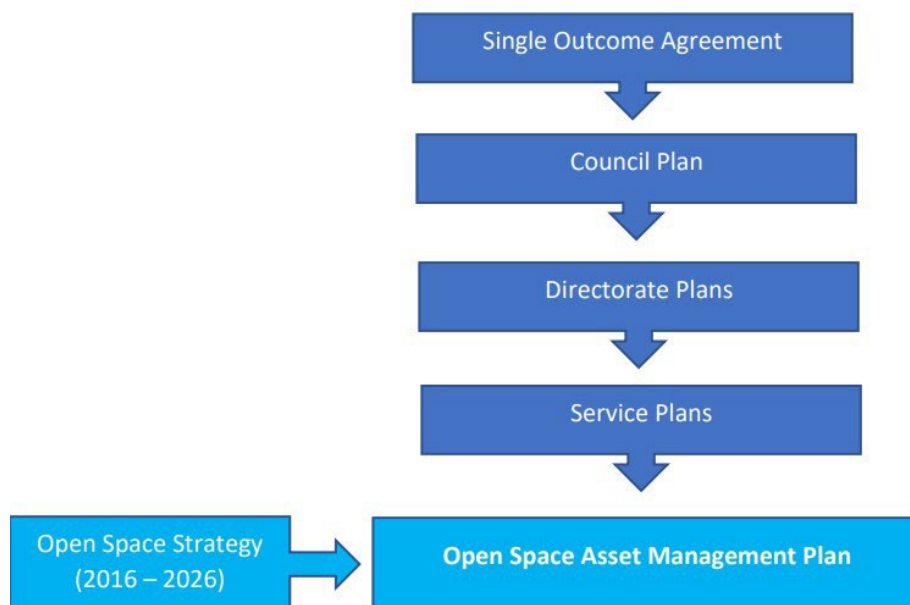 Single Outcome Agreement
Council Plan
Directorate Plans
Service Plans
Open Space Strategy
(2016 – 2026)
Open Space Asset Management Plan